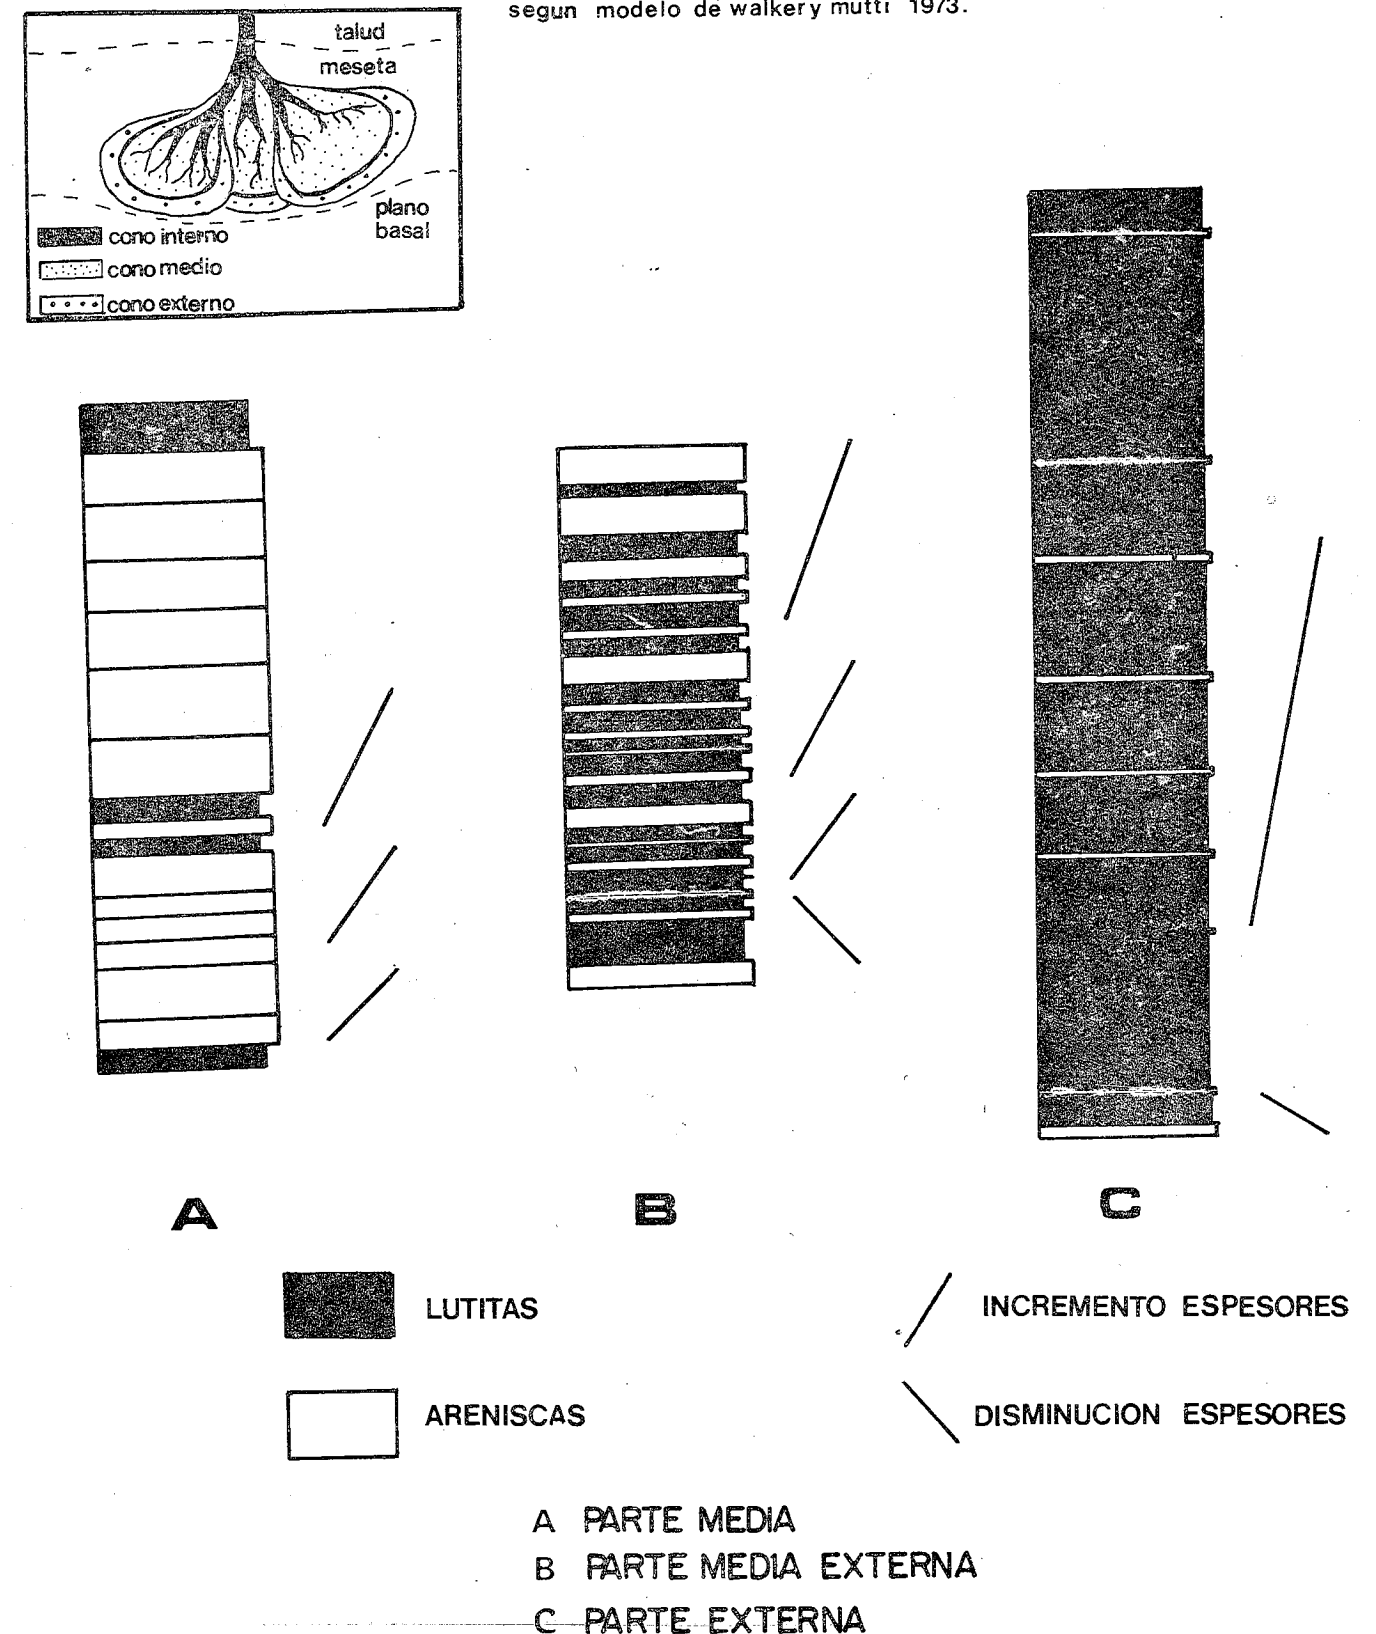 segun modelo de walker y mutti 1973.
talud
meseta
plano
basal
cono interno
cono medio
cono externo
A
B
C
LUTITAS
INCREMENTO ESPESORES
ARENISCAS
DISMINUCION ESPESORES
A PARTE MEDIA
B PARTE MEDIA EXTERNA
C PARTE EXTERNA